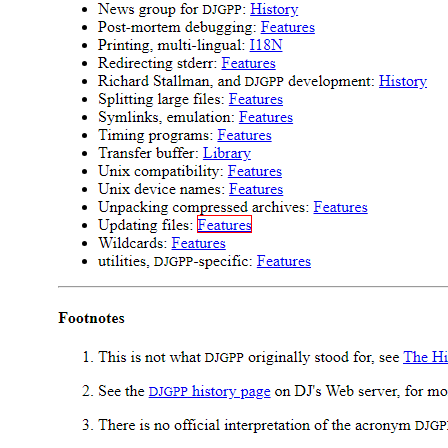 News group for DJGPP: History
Post-mortem debugging: Features
Printing, multi-lingual: I18N
Redirecting stderr: Features
Richard Stallman, and DJGPP development: History
Splitting large files: Features
Symlinks, emulation: Features
Timing programs: Features
Transfer buffer: Library
Unix compatibility: Features
Unix device names: Features
Unpacking compressed archives: Features
Updating files: Features
Wildcards: Features
utilities, DJGPP-specific: Features
Footnotes
1. This is not what DJGPP originally stood for, see The Hi
2. See the DJGPP history page on DJ's Web server, for mo
3. There is no official interpretation of the acronym DJGP